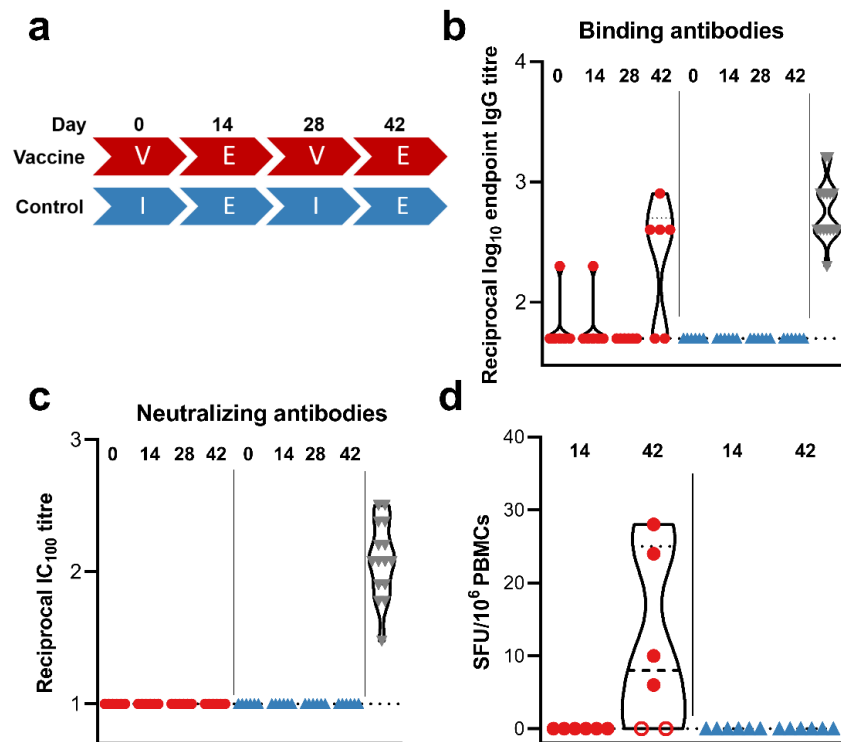 a
Day 0 14 28 42
Vaccine V E V E
Control I E I E
b
Binding antibodies
Reciprocal log₁₀ endpoint IgG titre
4
3
2
0 14 28 42 0 14 28 42
c
Neutralizing antibodies
Reciprocal IC₁₀₀ titre
3
2
1
0 14 28 42 0 14 28 42
d
SFU/10⁶ PBMCs
40
30
20
10
0
14 42 14 42